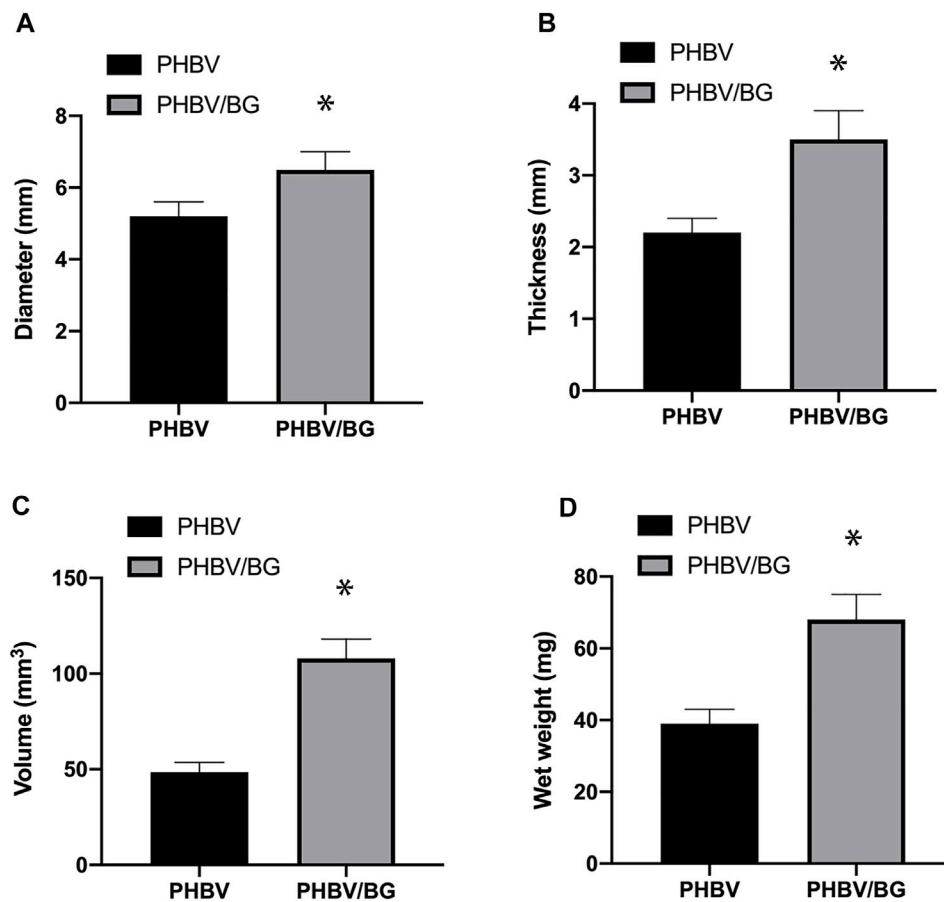 A
PHBV
PHBV/BG
*
8
6
4
2
0
Diameter (mm)
PHBV
PHBV/BG
B
PHBV
PHBV/BG
*
4
3
2
1
0
Thickness (mm)
PHBV
PHBV/BG
C
PHBV
PHBV/BG
*
150
100
50
0
Volume (mm³)
PHBV
PHBV/BG
D
PHBV
PHBV/BG
*
80
60
40
20
0
Wet weight (mg)
PHBV
PHBV/BG